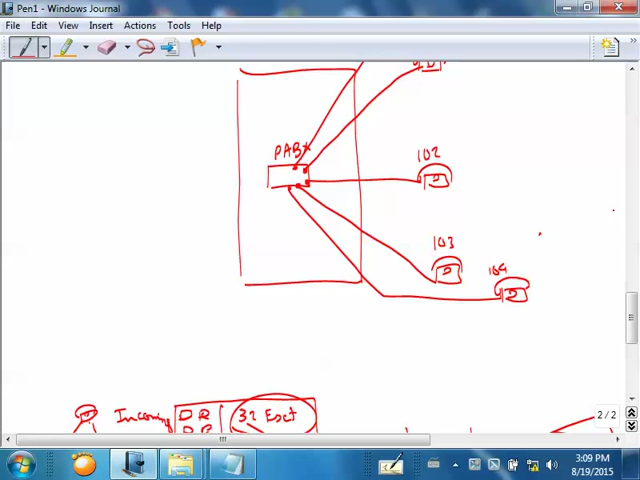 Pen1 - Windows Journal
File Edit View Insert Actions Tools Help
PABX
102
103
104
Incoming
32 Exct
2 / 2
3:09 PM
8/19/2015